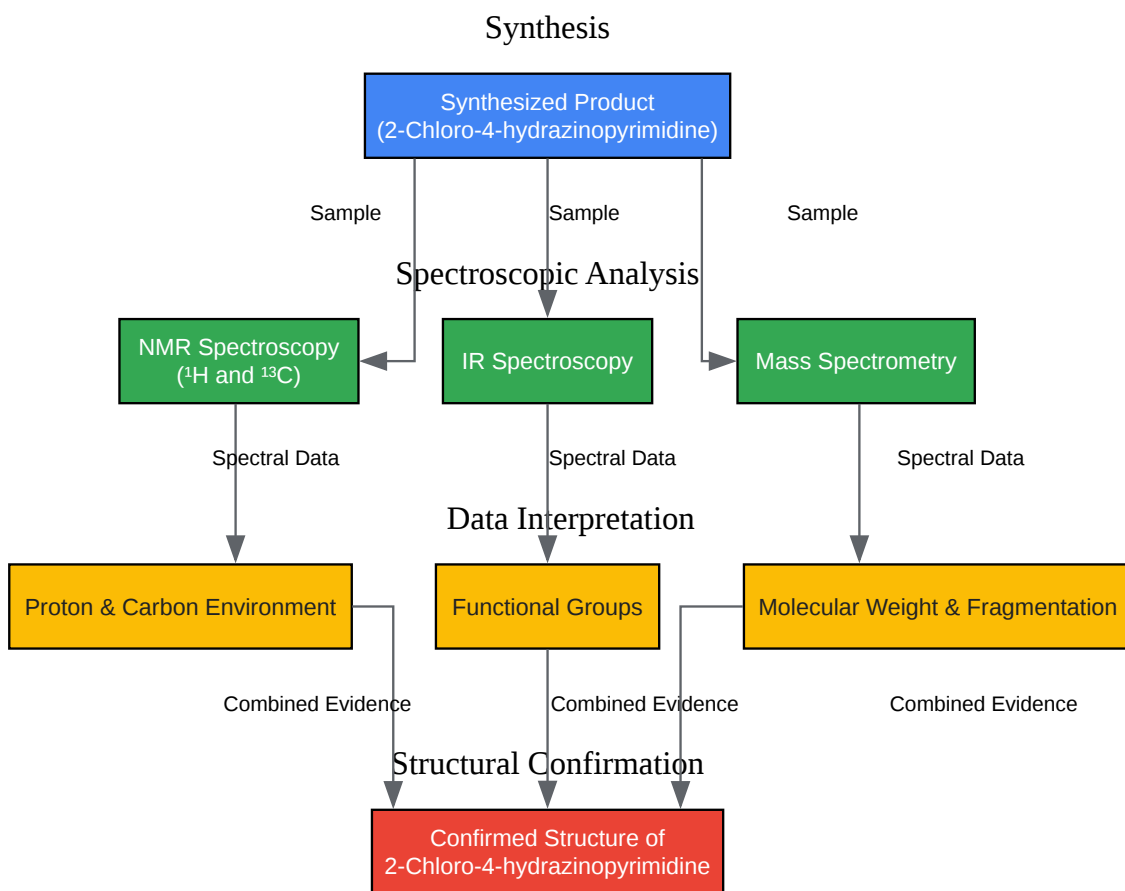 Synthesis
Synthesized Product
(2-Chloro-4-hydrazinopyrimidine)
Sample
Sample
Sample
Spectroscopic Analysis
NMR Spectroscopy
(¹H and ¹³C)
IR Spectroscopy
Mass Spectrometry
Spectral Data
Spectral Data
Spectral Data
Data Interpretation
Proton & Carbon Environment
Functional Groups
Molecular Weight & Fragmentation
Combined Evidence
Combined Evidence
Combined Evidence
Structural Confirmation
Confirmed Structure of
2-Chloro-4-hydrazinopyrimidine